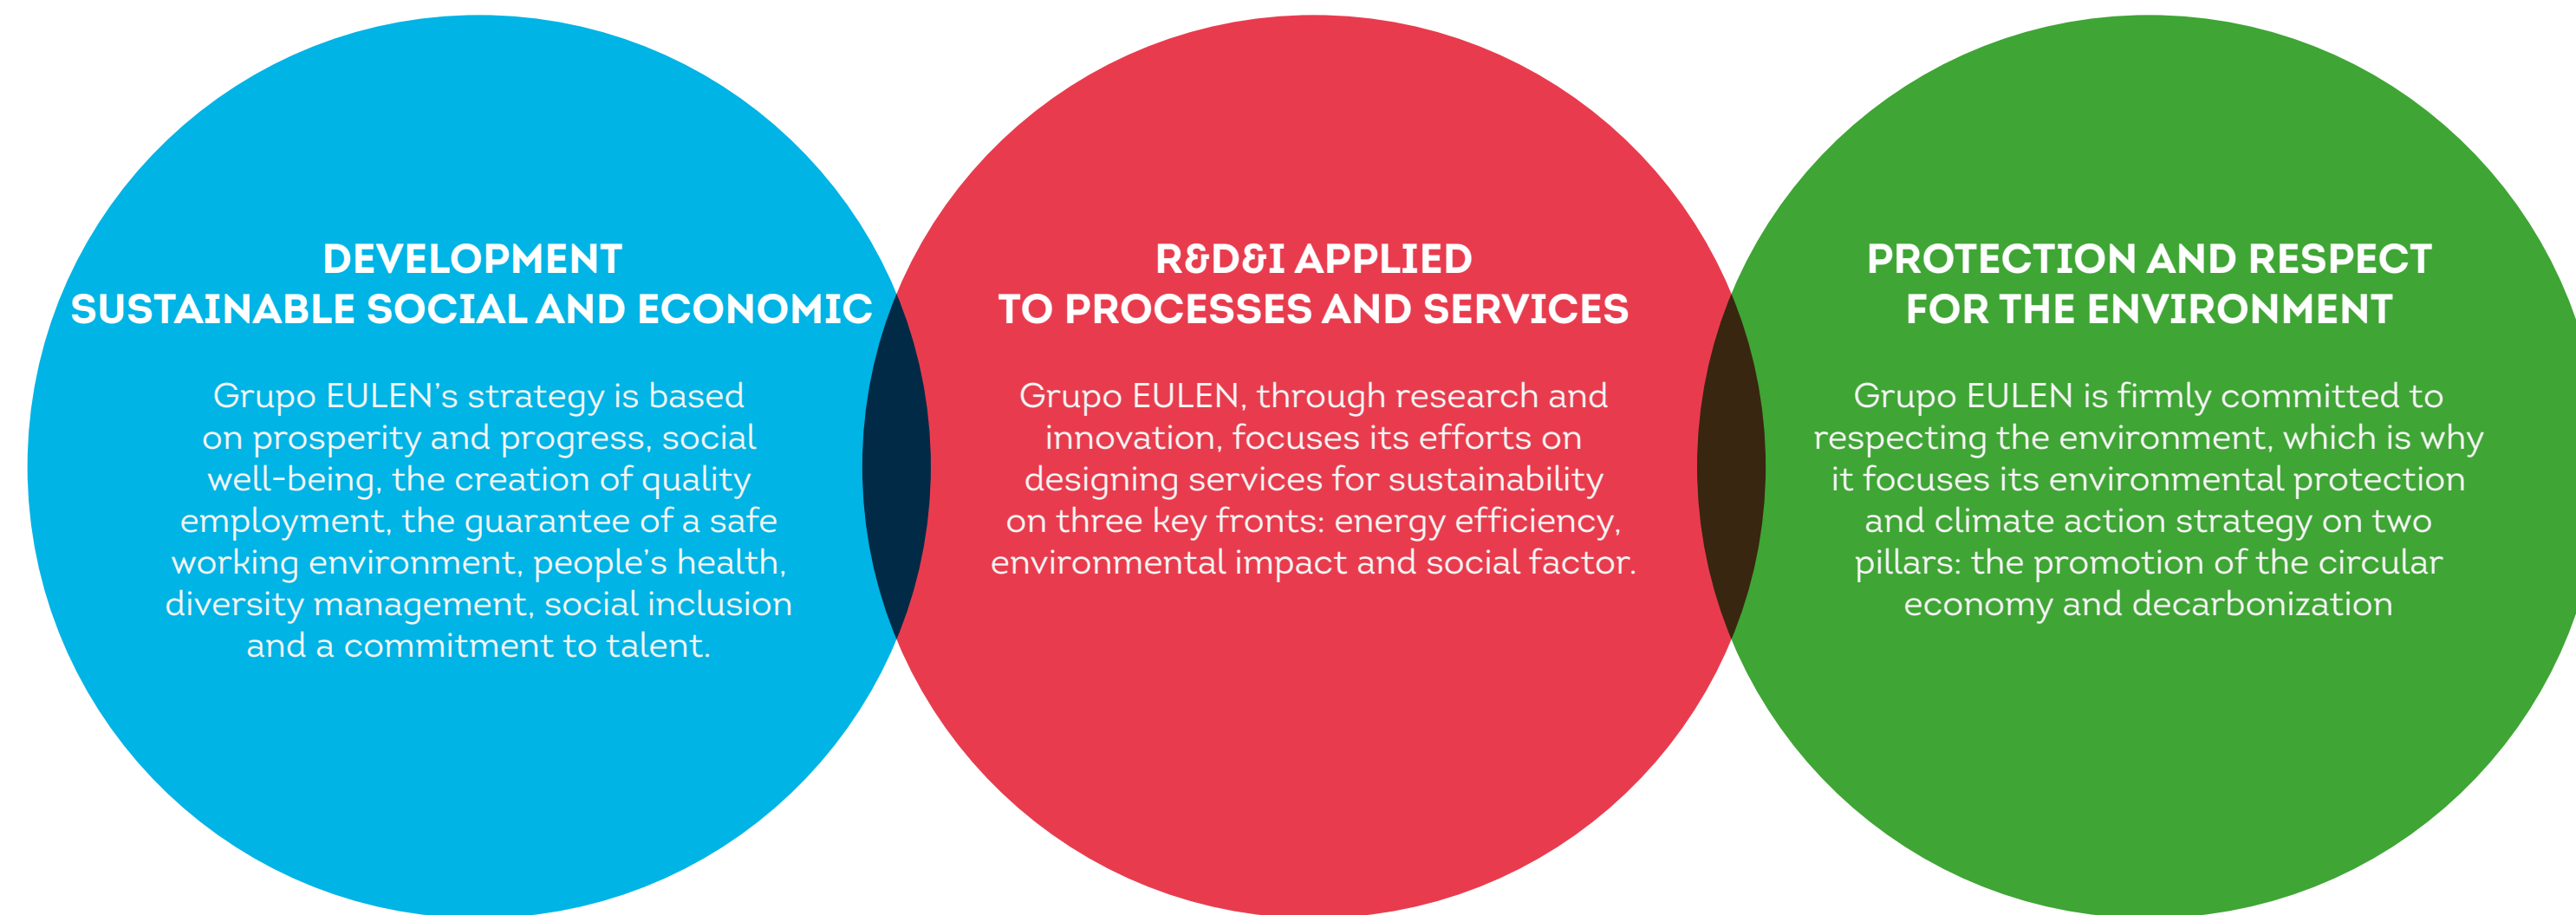 DEVELOPMENT
SUSTAINABLE SOCIAL AND ECONOMIC
Grupo EULEN’s strategy is based
on prosperity and progress, social
well-being, the creation of quality
employment, the guarantee of a safe
working environment, people’s health,
diversity management, social inclusion
and a commitment to talent.
R&D&I APPLIED
TO PROCESSES AND SERVICES
Grupo EULEN, through research and
innovation, focuses its efforts on
designing services for sustainability
on three key fronts: energy efficiency,
environmental impact and social factor.
PROTECTION AND RESPECT
FOR THE ENVIRONMENT
Grupo EULEN is firmly committed to
respecting the environment, which is why
it focuses its environmental protection
and climate action strategy on two
pillars: the promotion of the circular
economy and decarbonization